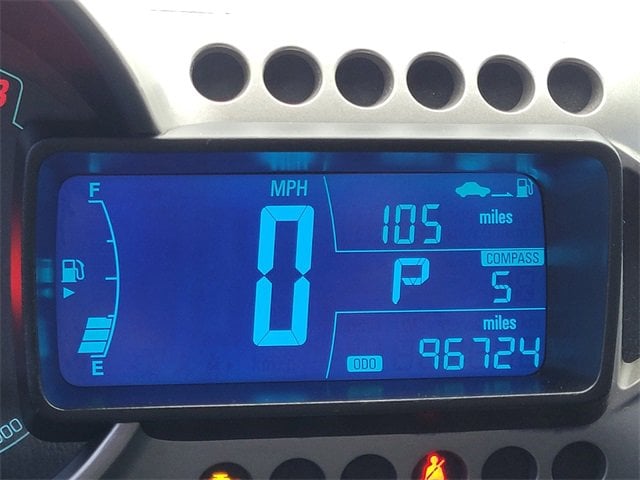 F
MPH
105 miles
COMPASS
P S
miles
E
ODO 96724
0